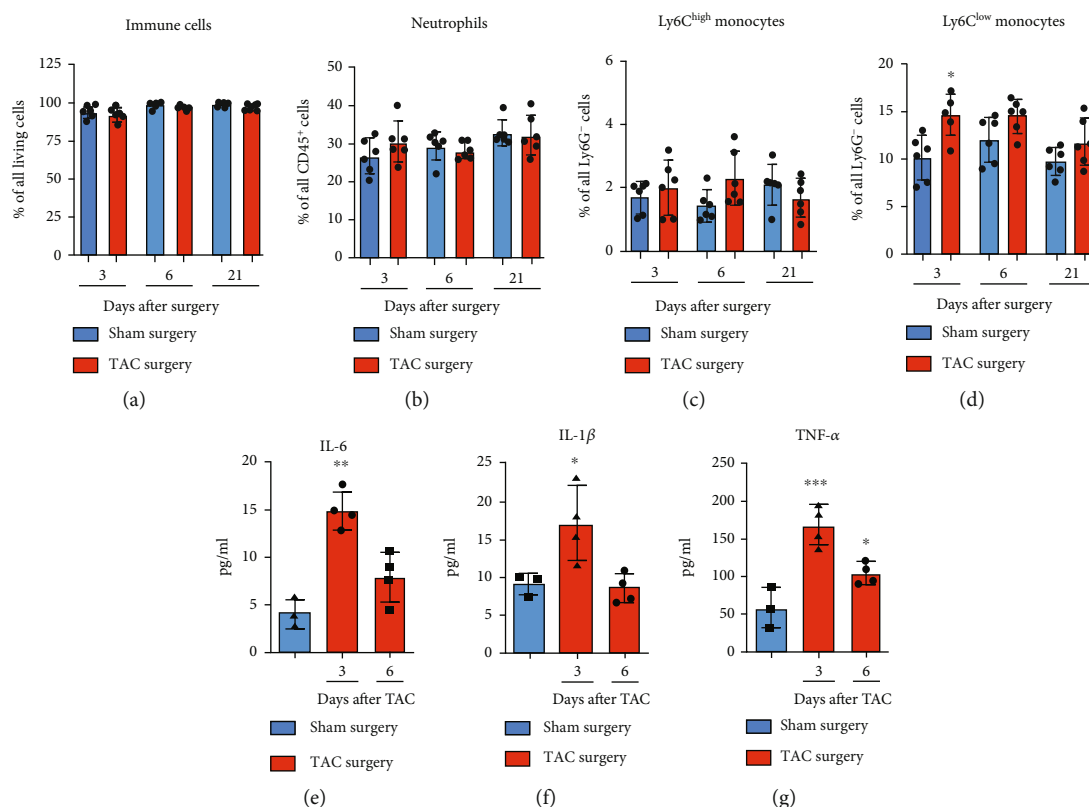 Immune cells
% of all living cells
125
100
75
50
25
0
3 6 21
Days after surgery
Sham surgery
TAC surgery
(a)
Neutrophils
% of all CD45⁺ cells
50
40
30
20
10
0
3 6 21
Days after surgery
Sham surgery
TAC surgery
(b)
Ly6C^high monocytes
% of all Ly6G⁻ cells
6
4
2
0
3 6 21
Days after surgery
Sham surgery
TAC surgery
(c)
Ly6C^low monocytes
% of all Ly6G⁻ cells
20
15
10
5
0
*
3 6 21
Days after surgery
Sham surgery
TAC surgery
(d)
IL-6
pg/ml
20
15
10
5
0
**
3 6
Days after TAC
Sham surgery
TAC surgery
(e)
IL-1β
pg/ml
25
20
15
10
5
0
*
3 6
Days after TAC
Sham surgery
TAC surgery
(f)
TNF-α
pg/ml
250
200
150
100
50
0
***
*
3 6
Days after TAC
Sham surgery
TAC surgery
(g)